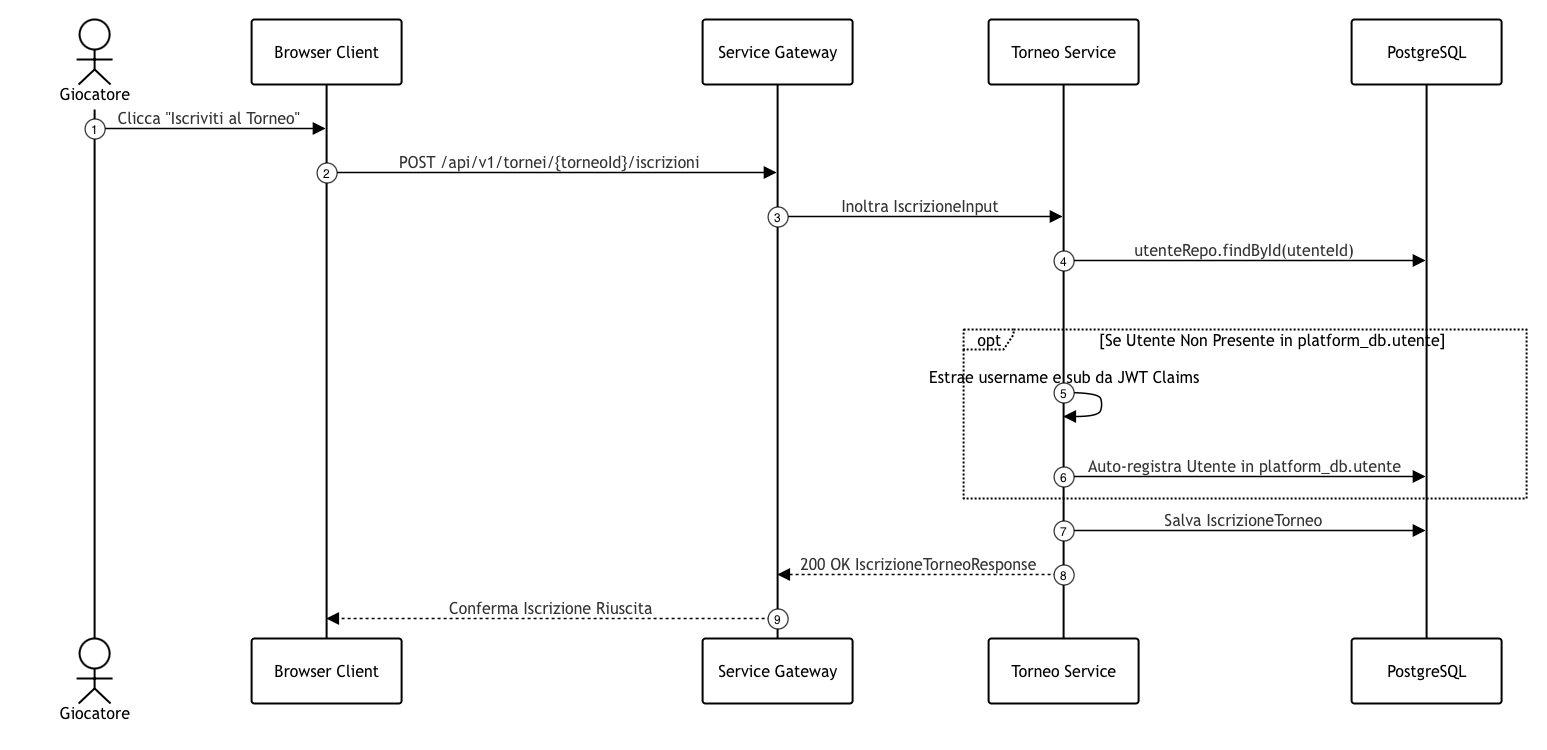 Browser Client
Service Gateway
Torneo Service
PostgreSQL
Giocatore
1
Clicca "Iscriviti al Torneo"
2
POST /api/v1/tornei/{torneoId}/iscrizioni
3
Inoltra IscrizioneInput
4
utenteRepo.findById(utenteId)
opt
[Se Utente Non Presente in platform_db.utente]
Estrae username e sub da JWT Claims
5
6
Auto-registra Utente in platform_db.utente
7
Salva IscrizioneTorneo
200 OK IscrizioneTorneoResponse
8
Conferma Iscrizione Riuscita
9
Browser Client
Service Gateway
Torneo Service
PostgreSQL
Giocatore